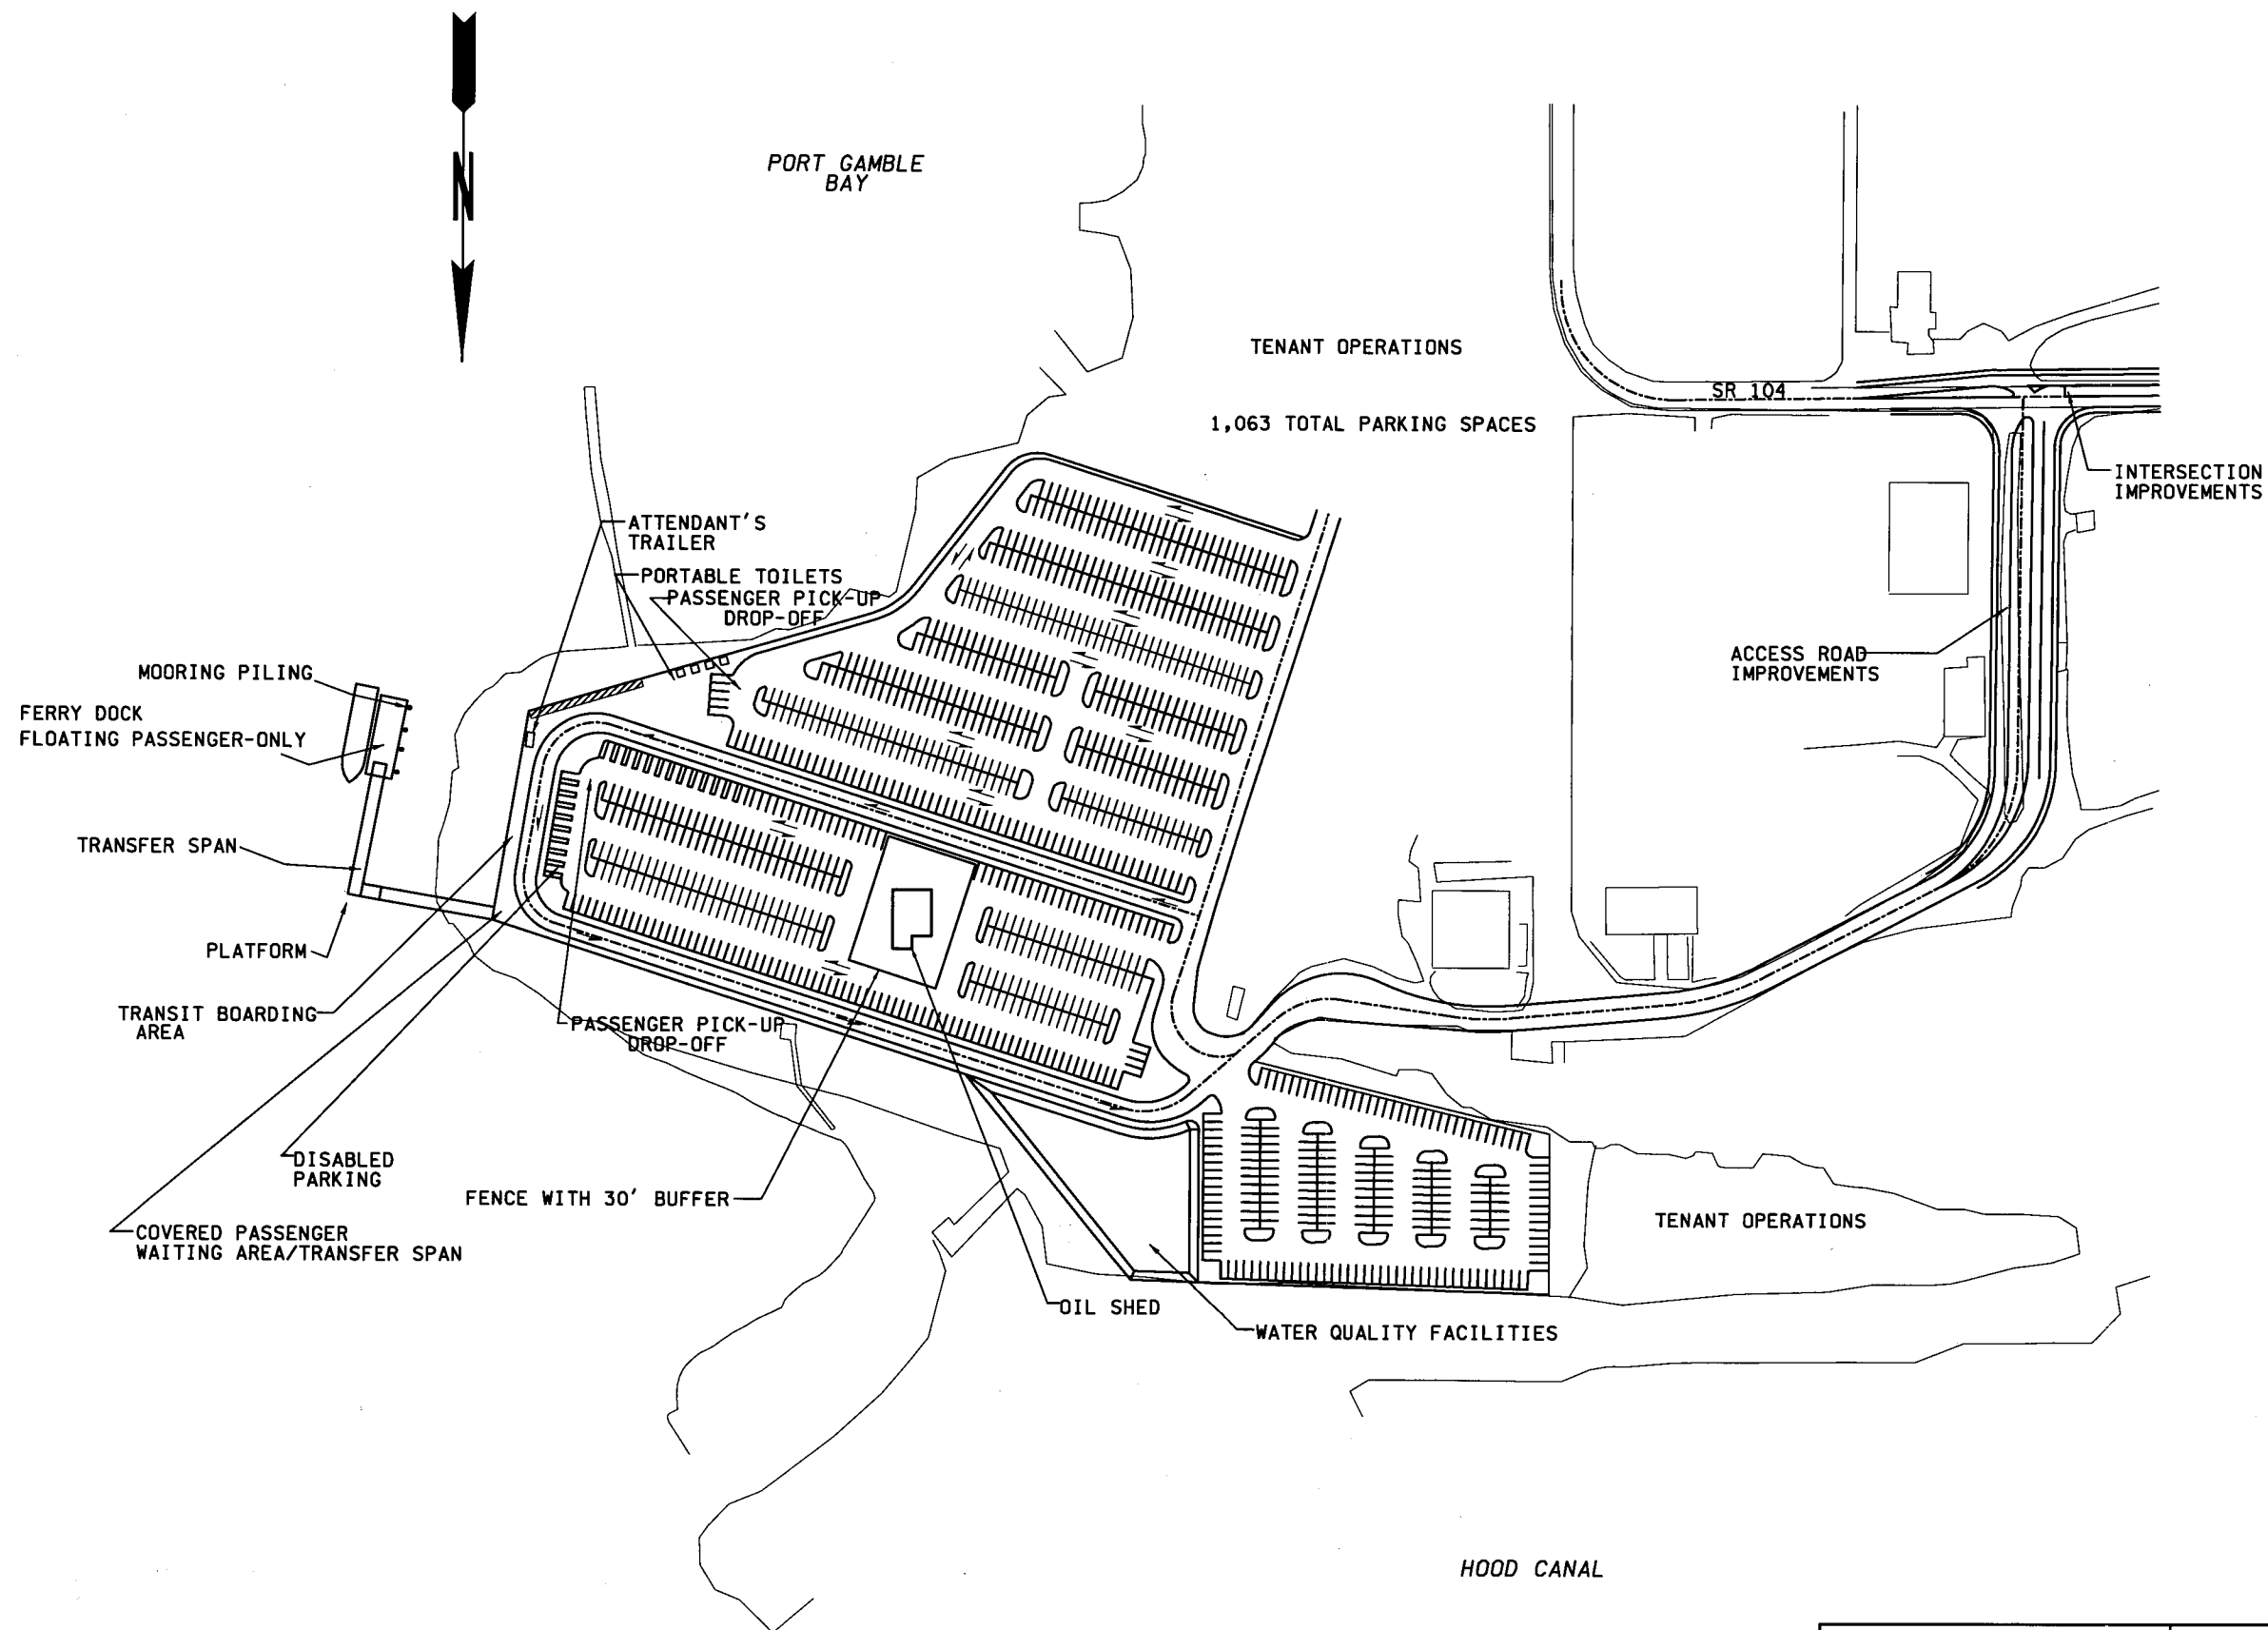 N
PORT GAMBLE
BAY
TENANT OPERATIONS
SR 104
1,063 TOTAL PARKING SPACES
INTERSECTION
IMPROVEMENTS
ATTENDANT'S
TRAILER
PORTABLE TOILETS
PASSENGER PICK-UP
DROP-OFF
ACCESS ROAD
IMPROVEMENTS
MOORING PILING
FERRY DOCK
FLOATING PASSENGER-ONLY
TRANSFER SPAN
PLATFORM
TRANSIT BOARDING
AREA
PASSENGER PICK-UP
DROP-OFF
DISABLED
PARKING
FENCE WITH 30' BUFFER
COVERED PASSENGER
WAITING AREA/TRANSFER SPAN
TENANT OPERATIONS
OIL SHED
WATER QUALITY FACILITIES
HOOD CANAL